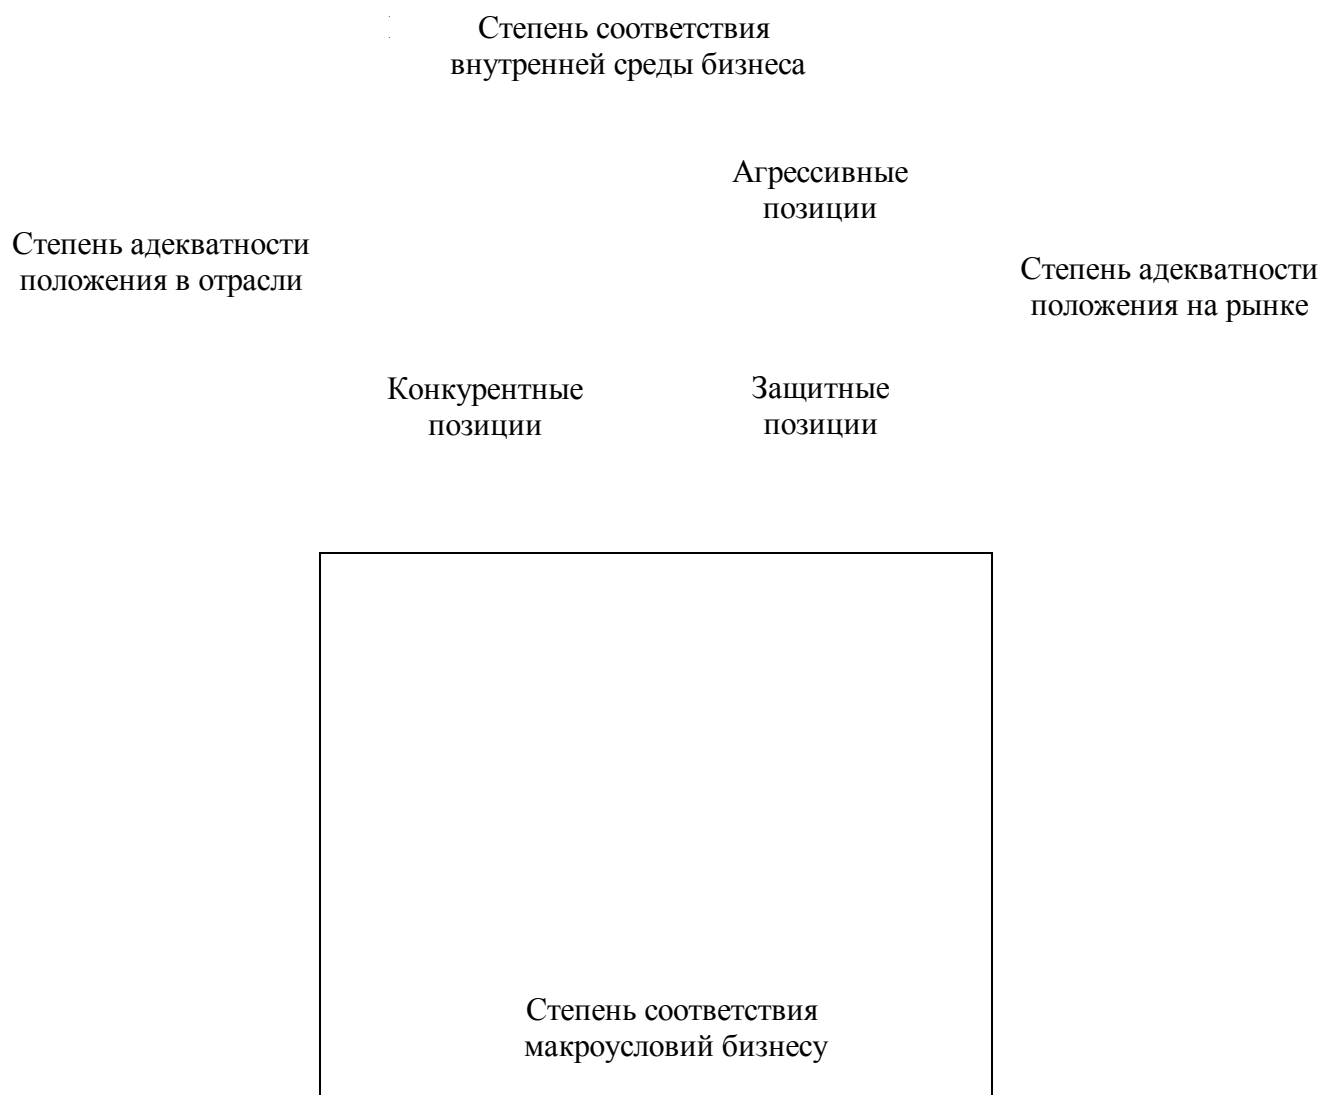 Степень соответствия
внутренней среды бизнеса
Агрессивные
позиции
Степень адекватности
положения в отрасли
Степень адекватности
положения на рынке
Конкурентные
позиции
Защитные
позиции
Степень соответствия
макроусловий бизнесу